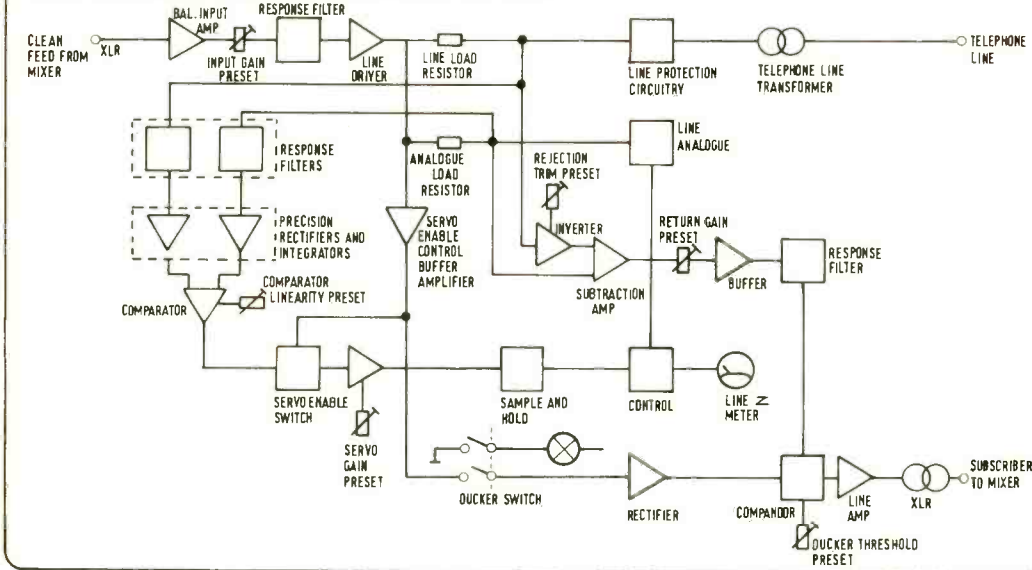 CLEAN
FEED FROM
MIXER
XLR
BAL. INPUT
AMP
INPUT GAIN
PRESET
RESPONSE FILTER
LINE
DRIVER
LINE LOAD
RESISTOR
LINE PROTECTION
CIRCUITRY
TELEPHONE LINE
TRANSFORMER
TELEPHONE
LINE
RESPONSE
FILTERS
ANALOGUE
LOAD
RESISTOR
LINE
ANALOGUE
REJECTION
TRIM PRESET
PRECISION
RECTIFIERS AND
INTEGRATORS
SERVO
ENABLE
CONTROL
BUFFER
AMPLIFIER
INVERTER
SUBTRACTION
AMP
RETURN GAIN
PRESET
BUFFER
RESPONSE
FILTER
COMPARATOR
COMPARATOR
LINEARITY PRESET
SERVO ENABLE
SWITCH
SERVO
GAIN
PRESET
SAMPLE AND
HOLD
CONTROL
LINE Z
METER
DUCKER SWITCH
RECTIFIER
COMPANDOR
LINE
AMP
XLR
SUBSCRIBER
TO MIXER
DUCKER THRESHOLD
PRESET